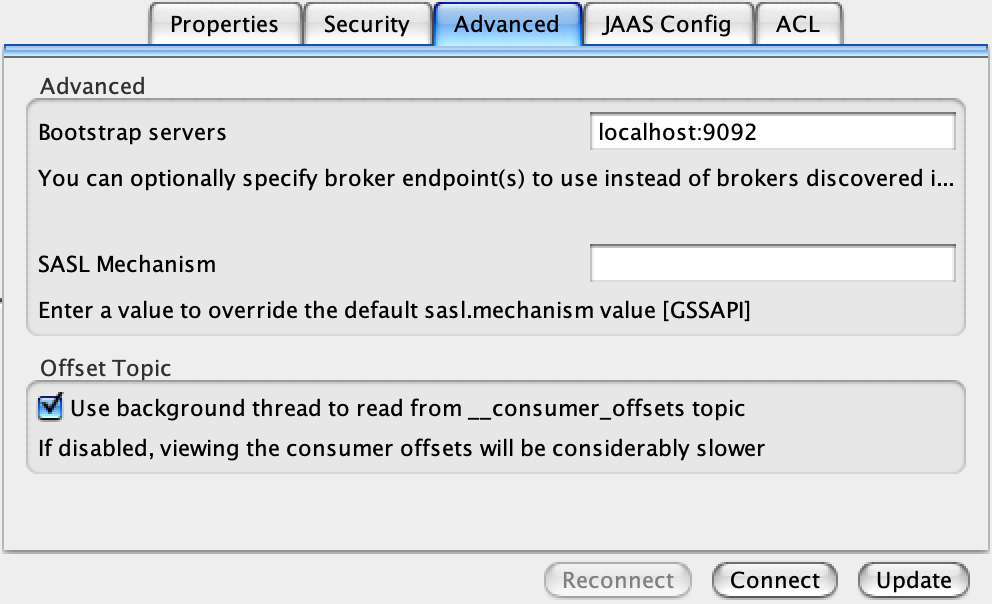 Properties Security Advanced JAAS Config ACL
Advanced
Bootstrap servers localhost:9092
You can optionally specify broker endpoint(s) to use instead of brokers discovered i...
SASL Mechanism
Enter a value to override the default sasl.mechanism value [GSSAPI]
Offset Topic
Use background thread to read from __consumer_offsets topic
If disabled, viewing the consumer offsets will be considerably slower
Reconnect Connect Update